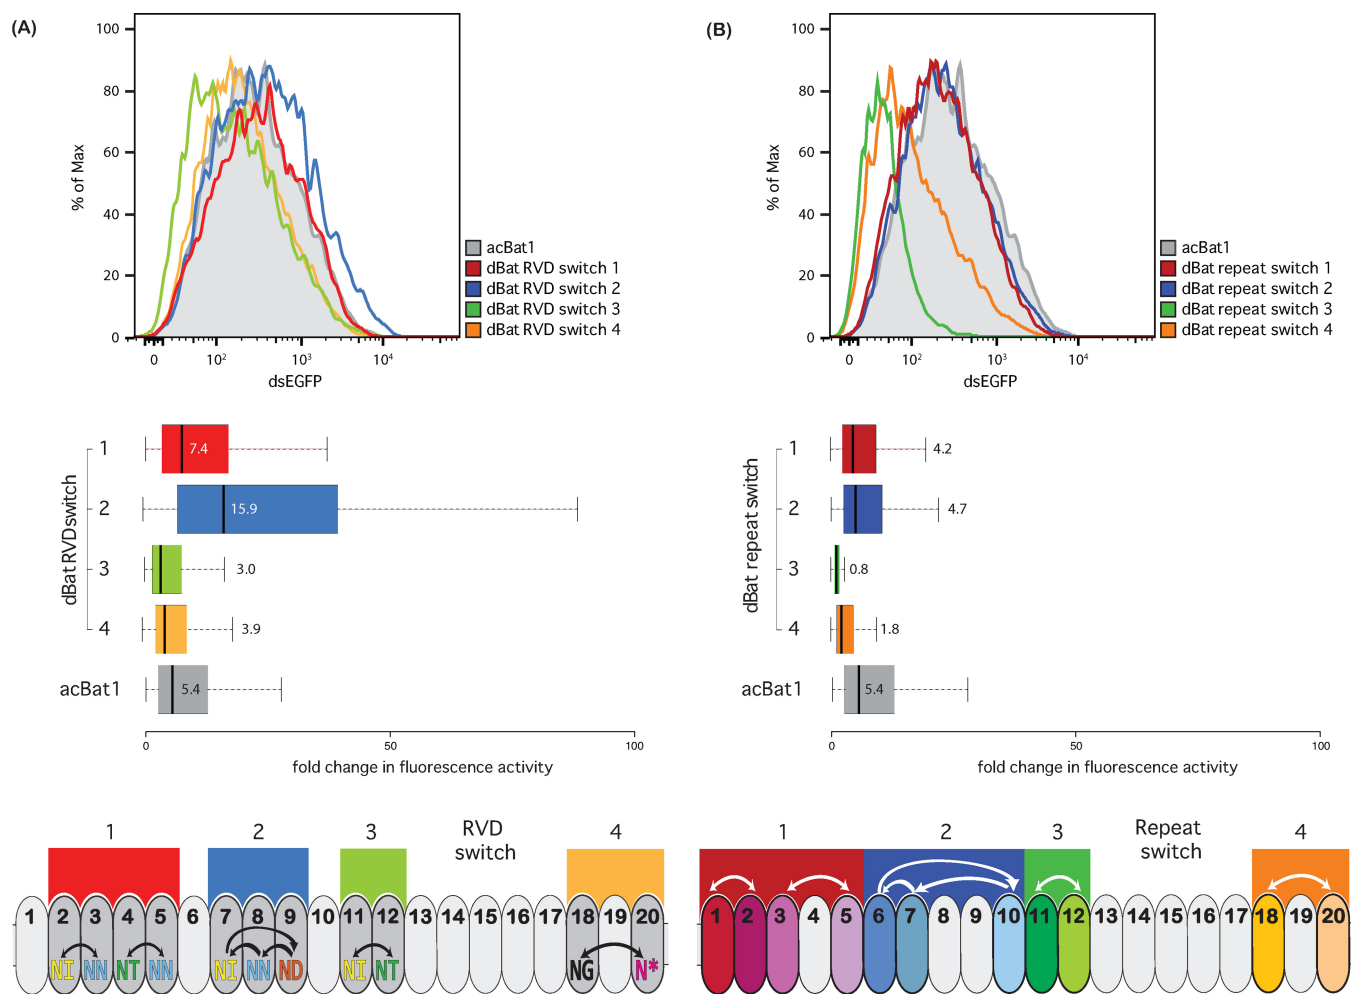 (A)
100
80
60
40
20
0
% of Max
0 10² 10³ 10⁴
dsEGFP
acBat1
dBat RVD switch 1
dBat RVD switch 2
dBat RVD switch 3
dBat RVD switch 4
(B)
100
80
60
40
20
0
% of Max
0 10² 10³ 10⁴
dsEGFP
acBat1
dBat repeat switch 1
dBat repeat switch 2
dBat repeat switch 3
dBat repeat switch 4
dBat RVD switch
1 7.4
2 15.9
3 3.0
4 3.9
acBat1 5.4
0 50 100
fold change in fluorescence activity
dBat repeat switch
1 4.2
2 4.7
3 0.8
4 1.8
acBat1 5.4
0 50 100
fold change in fluorescence activity
1 2 3 RVD switch 4
1 2 3 4 5 6 7 8 9 10 11 12 13 14 15 16 17 18 19 20
NI NN NT NN NI NN ND NI NT NG N*
1 2 3 Repeat switch 4
1 2 3 4 5 6 7 8 9 10 11 12 13 14 15 16 17 18 19 20